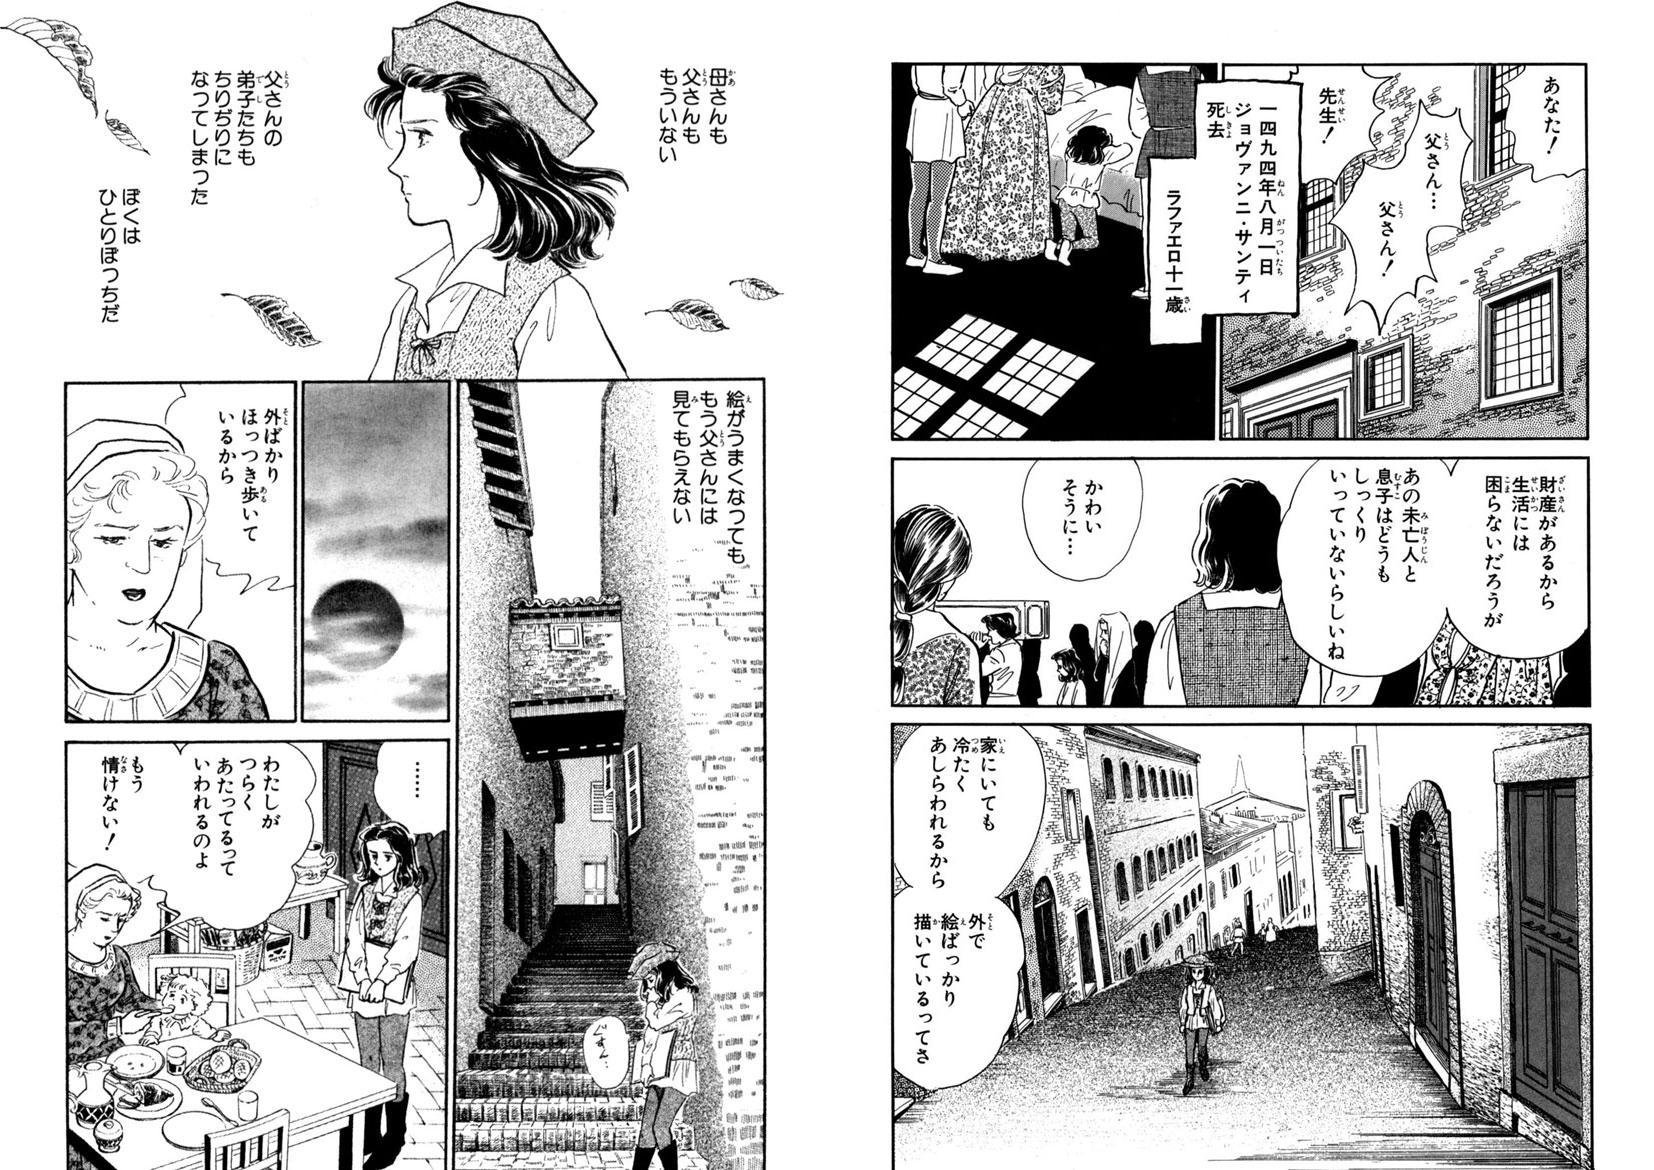 あなた!
父さん…
父さん!
先生!
一四九四年八月一日
ジョヴァンニ・サンティ
死去
ラファエロ十一歳
財産があるから
生活には
困らないだろうが
あの未亡人と
息子はどうも
しっくり
いっていないらしいね
かわい
そうに…
家にいても
冷たく
あしらわれるから
外で
絵ばっかり
描いているってさ
母さんも
父さんも
もういない
父さんの
弟子たちも
ちりぢりに
なってしまった
ぼくは
ひとりぼっちだ
絵がうまくなっても
もう父さんには
見てもらえない
ぐすん…
外ばかり
ほっつき歩いて
いるから
………
わたしが
つらく
あたってるって
いわれるのよ
もう
情けない!